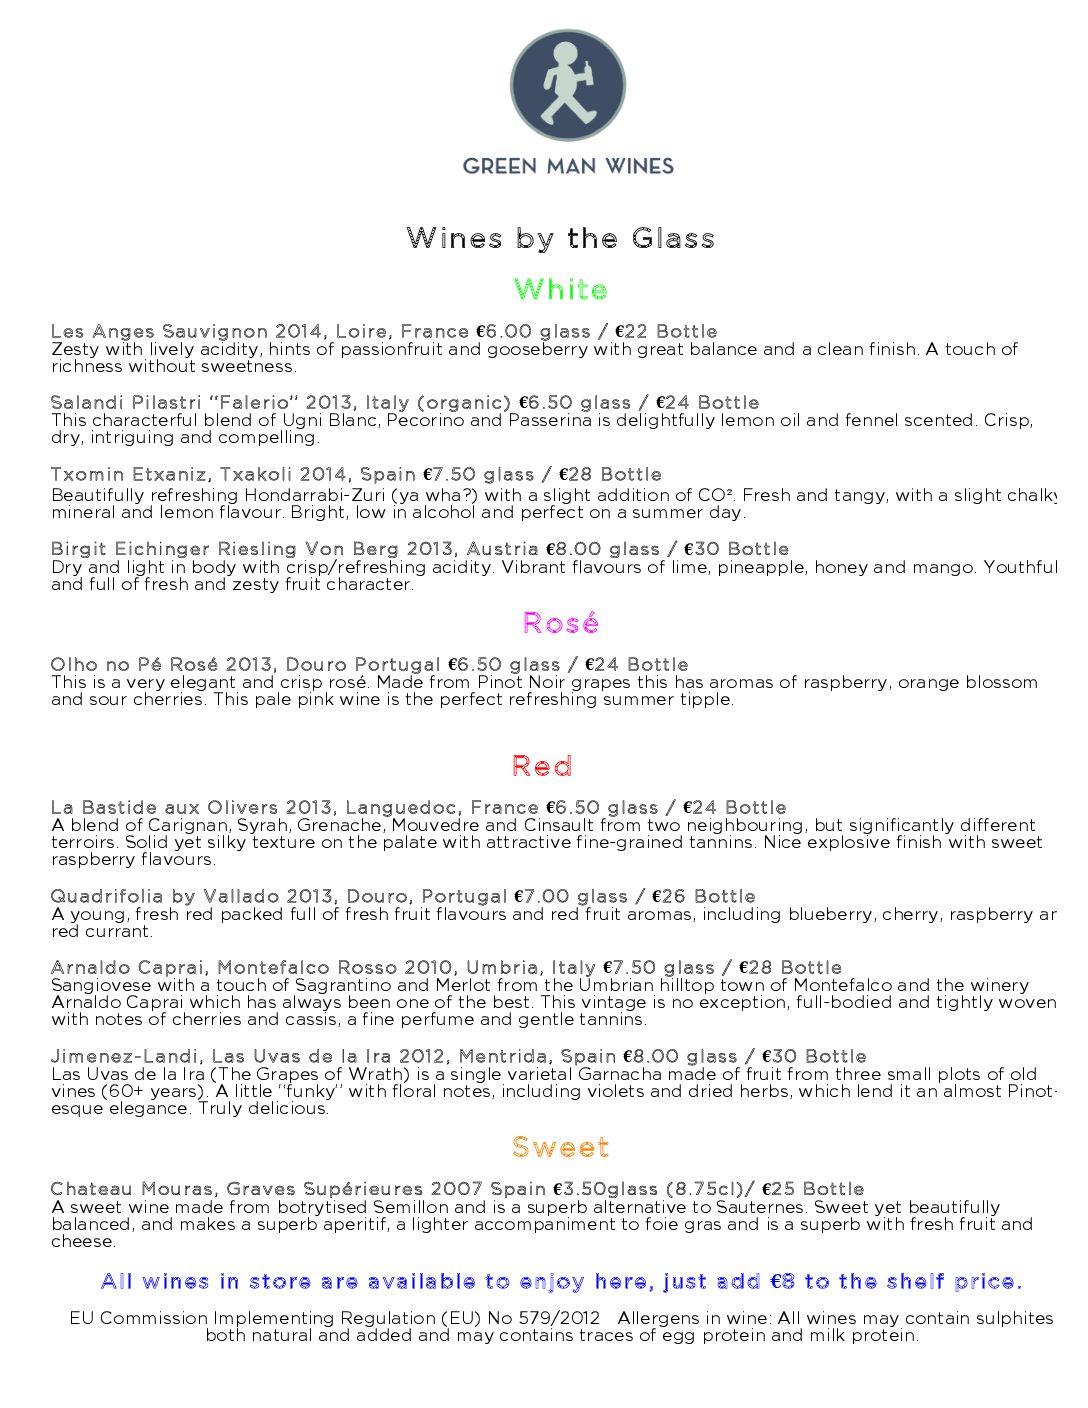 GREEN MAN WINES
Wines by the Glass
White
Les Anges Sauvignon 2014, Loire, France €6.00 glass / €22 Bottle
Zesty with lively acidity, hints of passionfruit and gooseberry with great balance and a clean finish. A touch of
richness without sweetness.
Salandi Pilastri “Falerio” 2013, Italy (organic) €6.50 glass / €24 Bottle
This characterful blend of Ugni Blanc, Pecorino and Passerina is delightfully lemon oil and fennel scented. Crisp,
dry, intriguing and compelling.
Txomin Etxaniz, Txakoli 2014, Spain €7.50 glass / €28 Bottle
Beautifully refreshing Hondarrabi-Zuri (ya wha?) with a slight addition of CO². Fresh and tangy, with a slight chalky
mineral and lemon flavour. Bright, low in alcohol and perfect on a summer day.
Birgit Eichinger Riesling Von Berg 2013, Austria €8.00 glass / €30 Bottle
Dry and light in body with crisp/refreshing acidity. Vibrant flavours of lime, pineapple, honey and mango. Youthful
and full of fresh and zesty fruit character.
Rosé
Olho no Pé Rosé 2013, Douro Portugal €6.50 glass / €24 Bottle
This is a very elegant and crisp rosé. Made from Pinot Noir grapes this has aromas of raspberry, orange blossom
and sour cherries. This pale pink wine is the perfect refreshing summer tipple.
Red
La Bastide aux Olivers 2013, Languedoc, France €6.50 glass / €24 Bottle
A blend of Carignan, Syrah, Grenache, Mouvedre and Cinsault from two neighbouring, but significantly different
terroirs. Solid yet silky texture on the palate with attractive fine-grained tannins. Nice explosive finish with sweet
raspberry flavours.
Quadrifolia by Vallado 2013, Douro, Portugal €7.00 glass / €26 Bottle
A young, fresh red packed full of fresh fruit flavours and red fruit aromas, including blueberry, cherry, raspberry ar
red currant.
Arnaldo Caprai, Montefalco Rosso 2010, Umbria, Italy €7.50 glass / €28 Bottle
Sangiovese with a touch of Sagrantino and Merlot from the Umbrian hilltop town of Montefalco and the winery
Arnaldo Caprai which has always been one of the best. This vintage is no exception, full-bodied and tightly woven
with notes of cherries and cassis, a fine perfume and gentle tannins.
Jimenez-Landi, Las Uvas de la Ira 2012, Mentrida, Spain €8.00 glass / €30 Bottle
Las Uvas de la Ira (The Grapes of Wrath) is a single varietal Garnacha made of fruit from three small plots of old
vines (60+ years). A little “funky” with floral notes, including violets and dried herbs, which lend it an almost Pinot-
esque elegance. Truly delicious.
Sweet
Chateau Mouras, Graves Supérieures 2007 Spain €3.50glass (8.75cl)/ €25 Bottle
A sweet wine made from botrytised Semillon and is a superb alternative to Sauternes. Sweet yet beautifully
balanced, and makes a superb aperitif, a lighter accompaniment to foie gras and is a superb with fresh fruit and
cheese.
All wines in store are available to enjoy here, just add €8 to the shelf price.
EU Commission Implementing Regulation (EU) No 579/2012 Allergens in wine: All wines may contain sulphites
both natural and added and may contains traces of egg protein and milk protein.